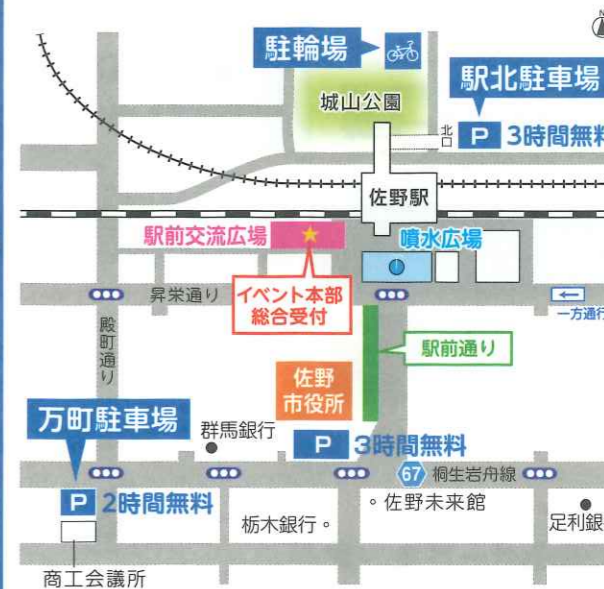 N
駐輪場
駅北駐車場
城山公園
北口
P 3時間無料
佐野駅
駅前交流広場
噴水広場
昇栄通り
イベント本部
総合受付
一方通行
殿町通り
駅前通り
佐野
市役所
万町駐車場
群馬銀行
P 3時間無料
67 桐生岩舟線
P 2時間無料
佐野未来館
栃木銀行
足利銀
商工会議所